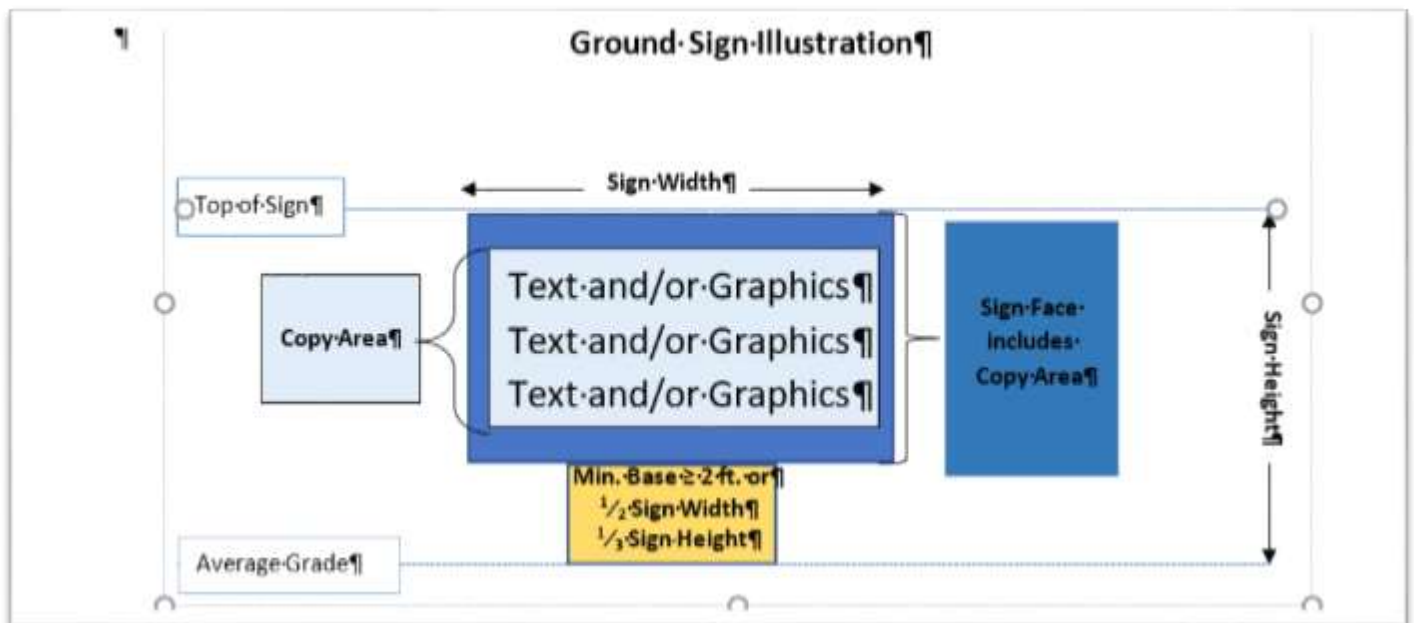 ¶
Ground·Sign·Illustration¶
Sign·Width¶
Top·of·Sign¶
Text·and/or·Graphics¶
Text·and/or·Graphics¶
Text·and/or·Graphics¶
Copy·Area¶
Sign·Face·
includes·
Copy·Area¶
Sign·Height¶
Min.·Base·≥·2·ft.·or¶
1/2·Sign·Width¶
1/3·Sign·Height¶
Average·Grade¶